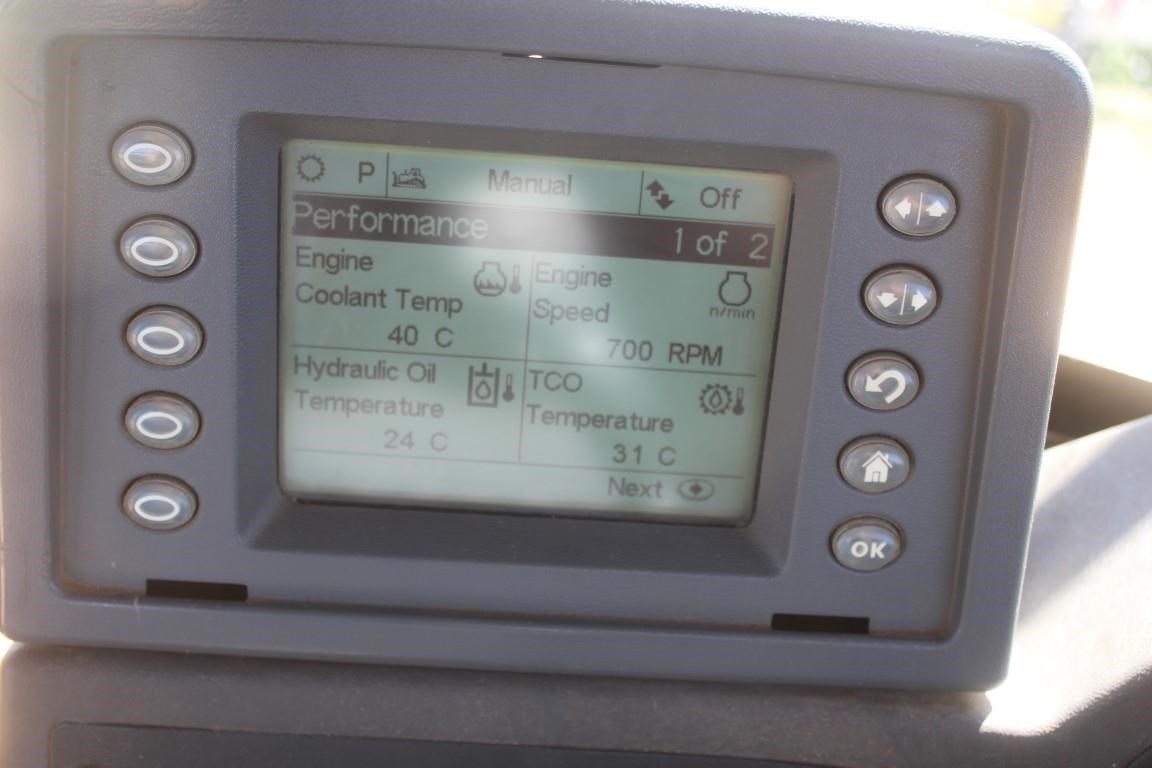 P Manual Off
Performance 1 of 2
Engine
Coolant Temp
40 C
Engine
Speed
n/min
700 RPM
Hydraulic Oil
Temperature
24 C
TCO
Temperature
31 C
Next
OK